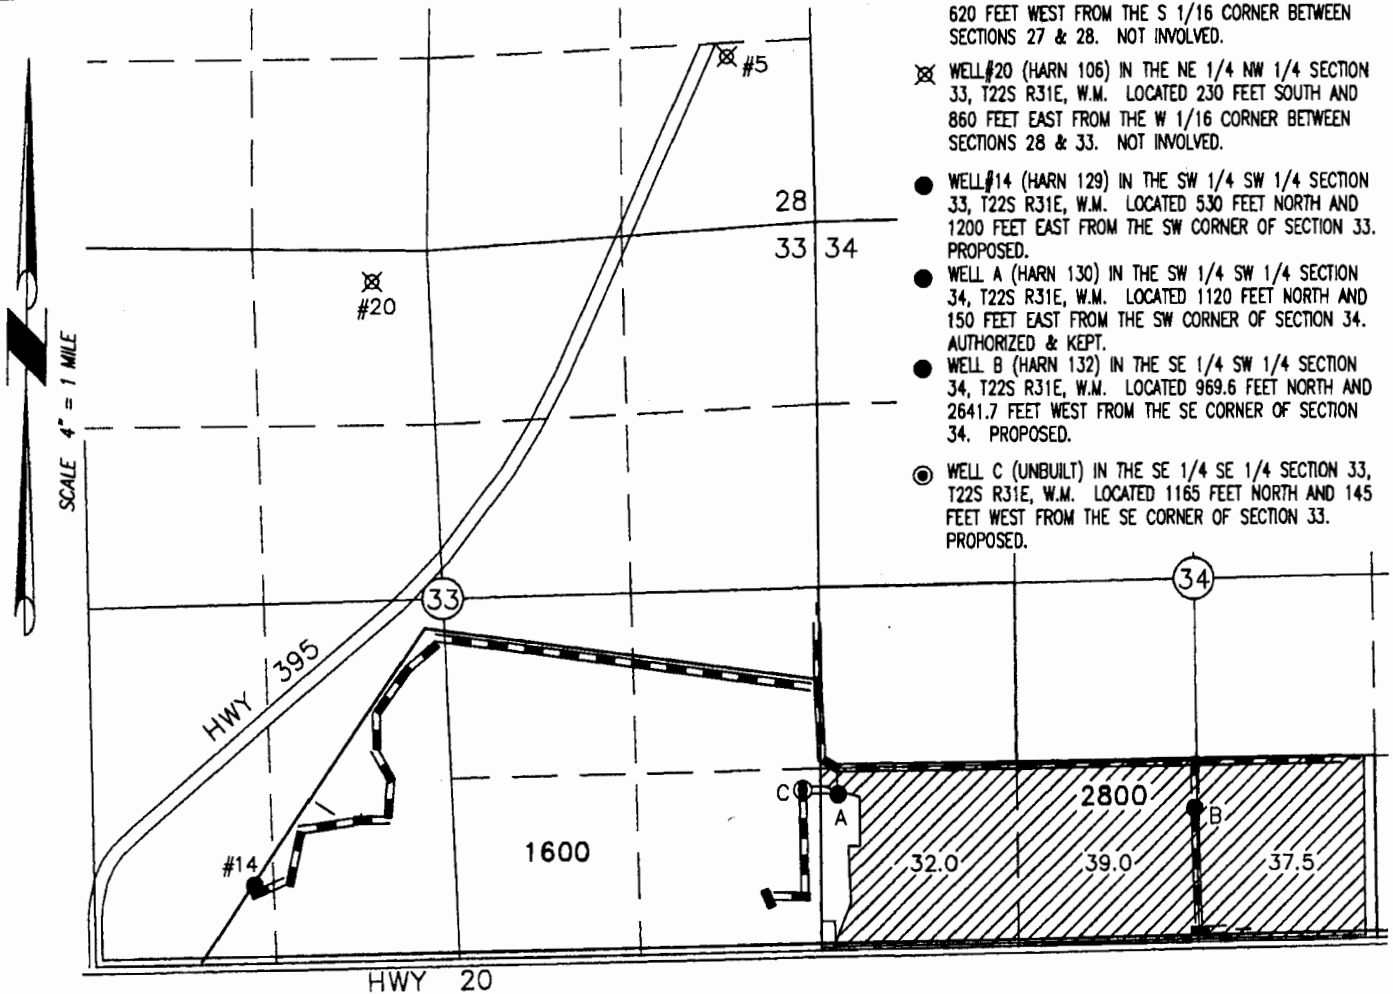 620 FEET WEST FROM THE S 1/16 CORNER BETWEEN
SECTIONS 27 & 28. NOT INVOLVED.
WELL#20 (HARN 106) IN THE NE 1/4 NW 1/4 SECTION
33, T22S R31E, W.M. LOCATED 230 FEET SOUTH AND
860 FEET EAST FROM THE W 1/16 CORNER BETWEEN
SECTIONS 28 & 33. NOT INVOLVED.
WELL#14 (HARN 129) IN THE SW 1/4 SW 1/4 SECTION
33, T22S R31E, W.M. LOCATED 530 FEET NORTH AND
1200 FEET EAST FROM THE SW CORNER OF SECTION 33.
PROPOSED.
WELL A (HARN 130) IN THE SW 1/4 SW 1/4 SECTION
34, T22S R31E, W.M. LOCATED 1120 FEET NORTH AND
150 FEET EAST FROM THE SW CORNER OF SECTION 34.
AUTHORIZED & KEPT.
WELL B (HARN 132) IN THE SE 1/4 SW 1/4 SECTION
34, T22S R31E, W.M. LOCATED 969.6 FEET NORTH AND
2641.7 FEET WEST FROM THE SE CORNER OF SECTION
34. PROPOSED.
WELL C (UNBUILT) IN THE SE 1/4 SE 1/4 SECTION 33,
T22S R31E, W.M. LOCATED 1165 FEET NORTH AND 145
FEET WEST FROM THE SE CORNER OF SECTION 33.
PROPOSED.
#5
28
33 34
#20
SCALE 4" = 1 MILE
33
34
HWY 395
C
A
2800
B
#14
1600
32.0
39.0
37.5
HWY 20